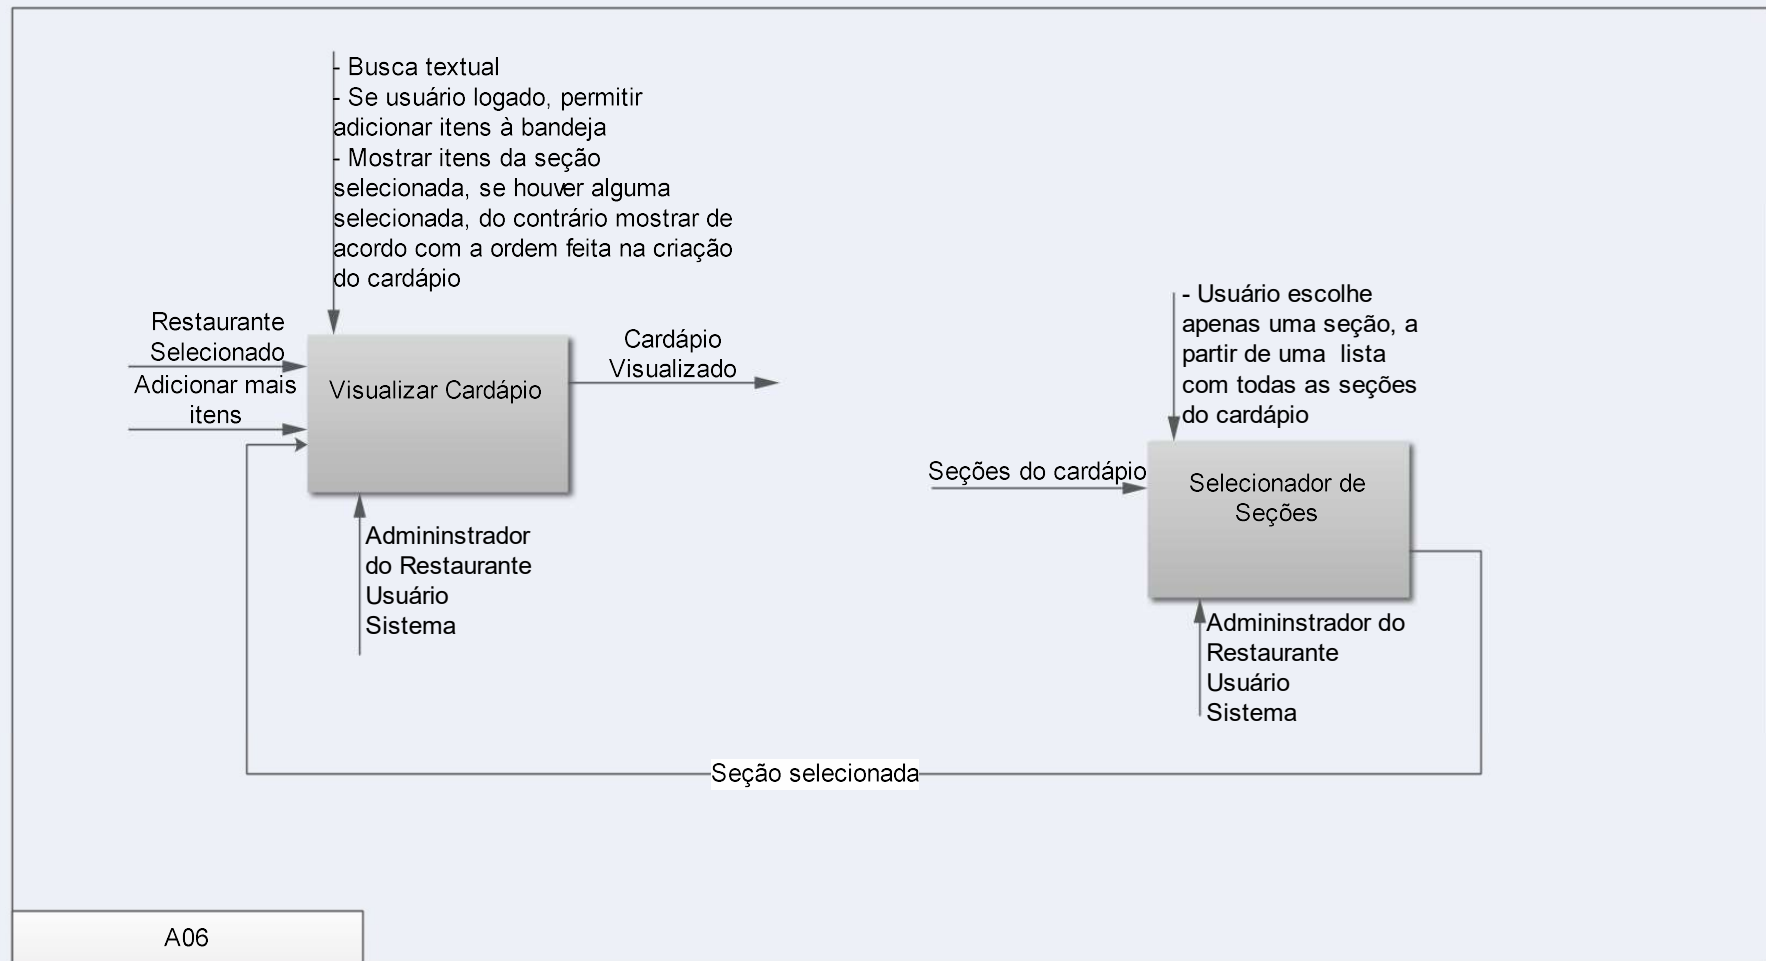 - Busca textual
- Se usuário logado, permitir
adicionar itens à bandeja
- Mostrar itens da seção
selecionada, se houver alguma
selecionada, do contrário mostrar de
acordo com a ordem feita na criação
do cardápio
Restaurante
Selecionado
Adicionar mais
itens
Visualizar Cardápio
Cardápio
Visualizado
Admininstrador
do Restaurante
Usuário
Sistema
- Usuário escolhe
apenas uma seção, a
partir de uma  lista
com todas as seções
do cardápio
Seções do cardápio
Selecionador de
Seções
Admininstrador do
Restaurante
Usuário
Sistema
Seção selecionada
A06